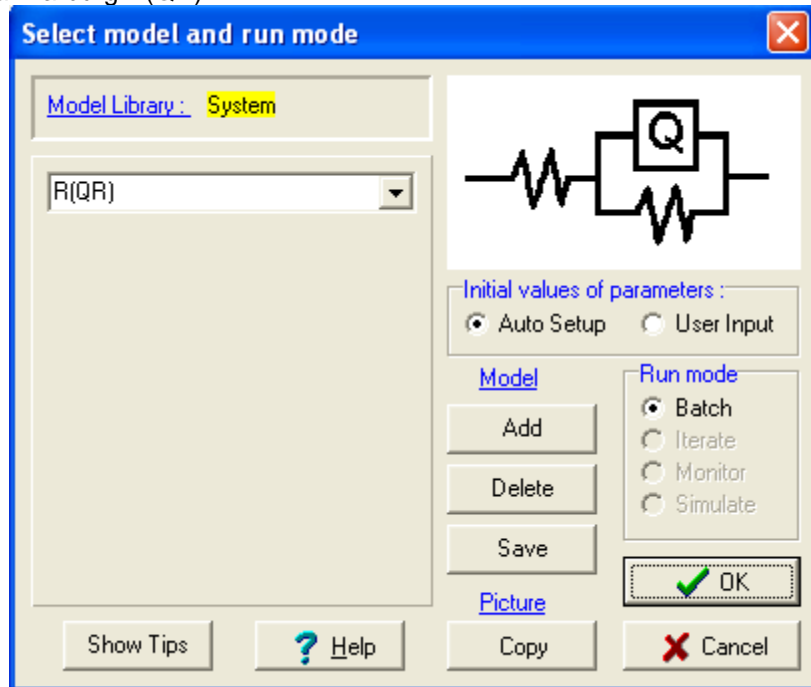 Select model and run mode
Model Library : System
R(QR)
Q
Initial values of parameters :
Auto Setup User Input
Model
Run mode
Add
Batch
Iterate
Delete
Monitor
Simulate
Save
OK
Picture
Show Tips
? Help
Copy
Cancel